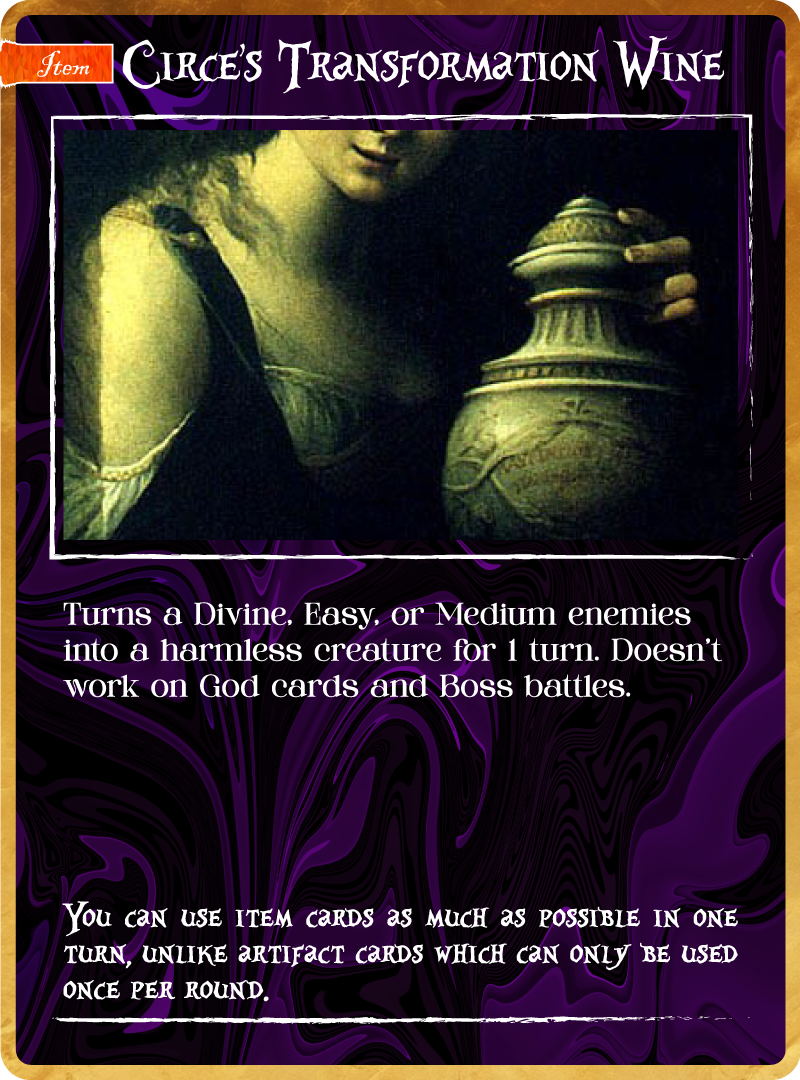 Item
Circe's Transformation Wine
Turns a Divine, Easy, or Medium enemies
into a harmless creature for 1 turn. Doesn't
work on God cards and Boss battles.
You can use item cards as much as possible in one
turn, unlike artifact cards which can only be used
once per round.